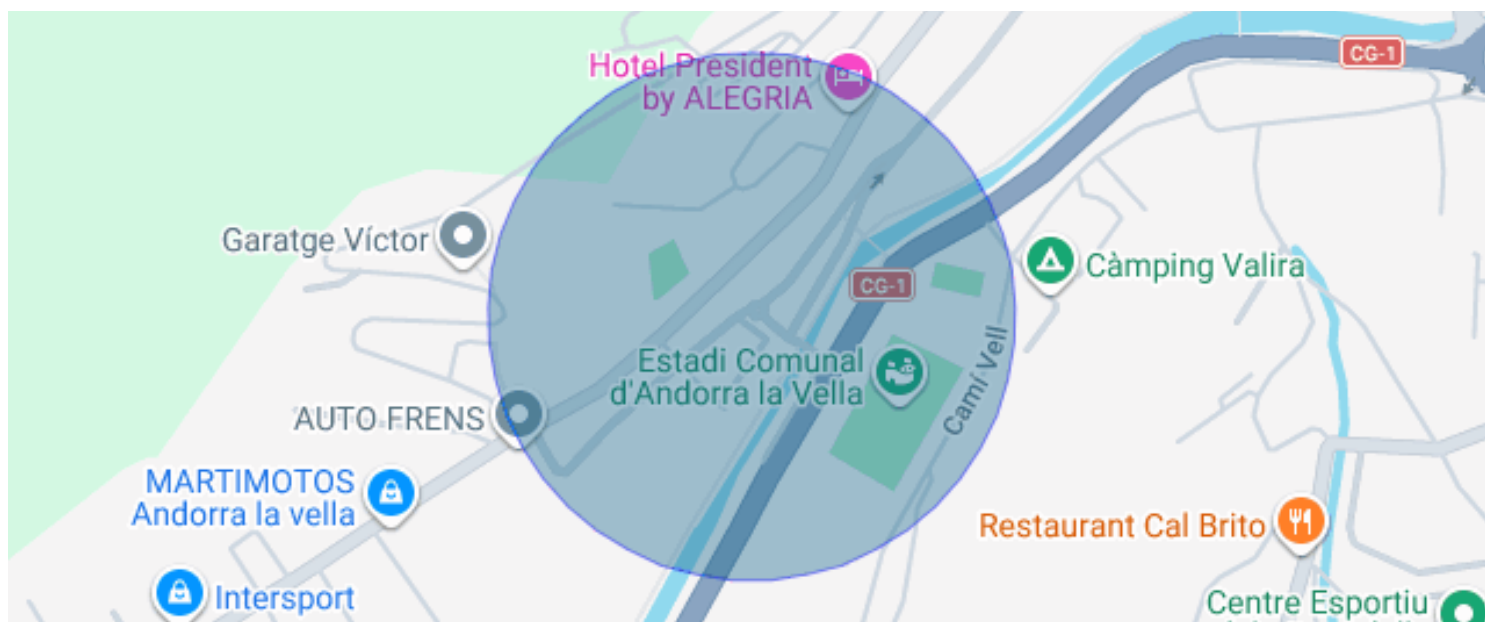 Hotel President
by ALEGRIA
CG-1
Garatge Víctor
Càmping Valira
CG-1
Estadi Comunal
d'Andorra la Vella
Camí Vell
AUTO FRENS
MARTIMOTOS
Andorra la vella
Restaurant Cal Brito
Intersport
Centre Esportiu